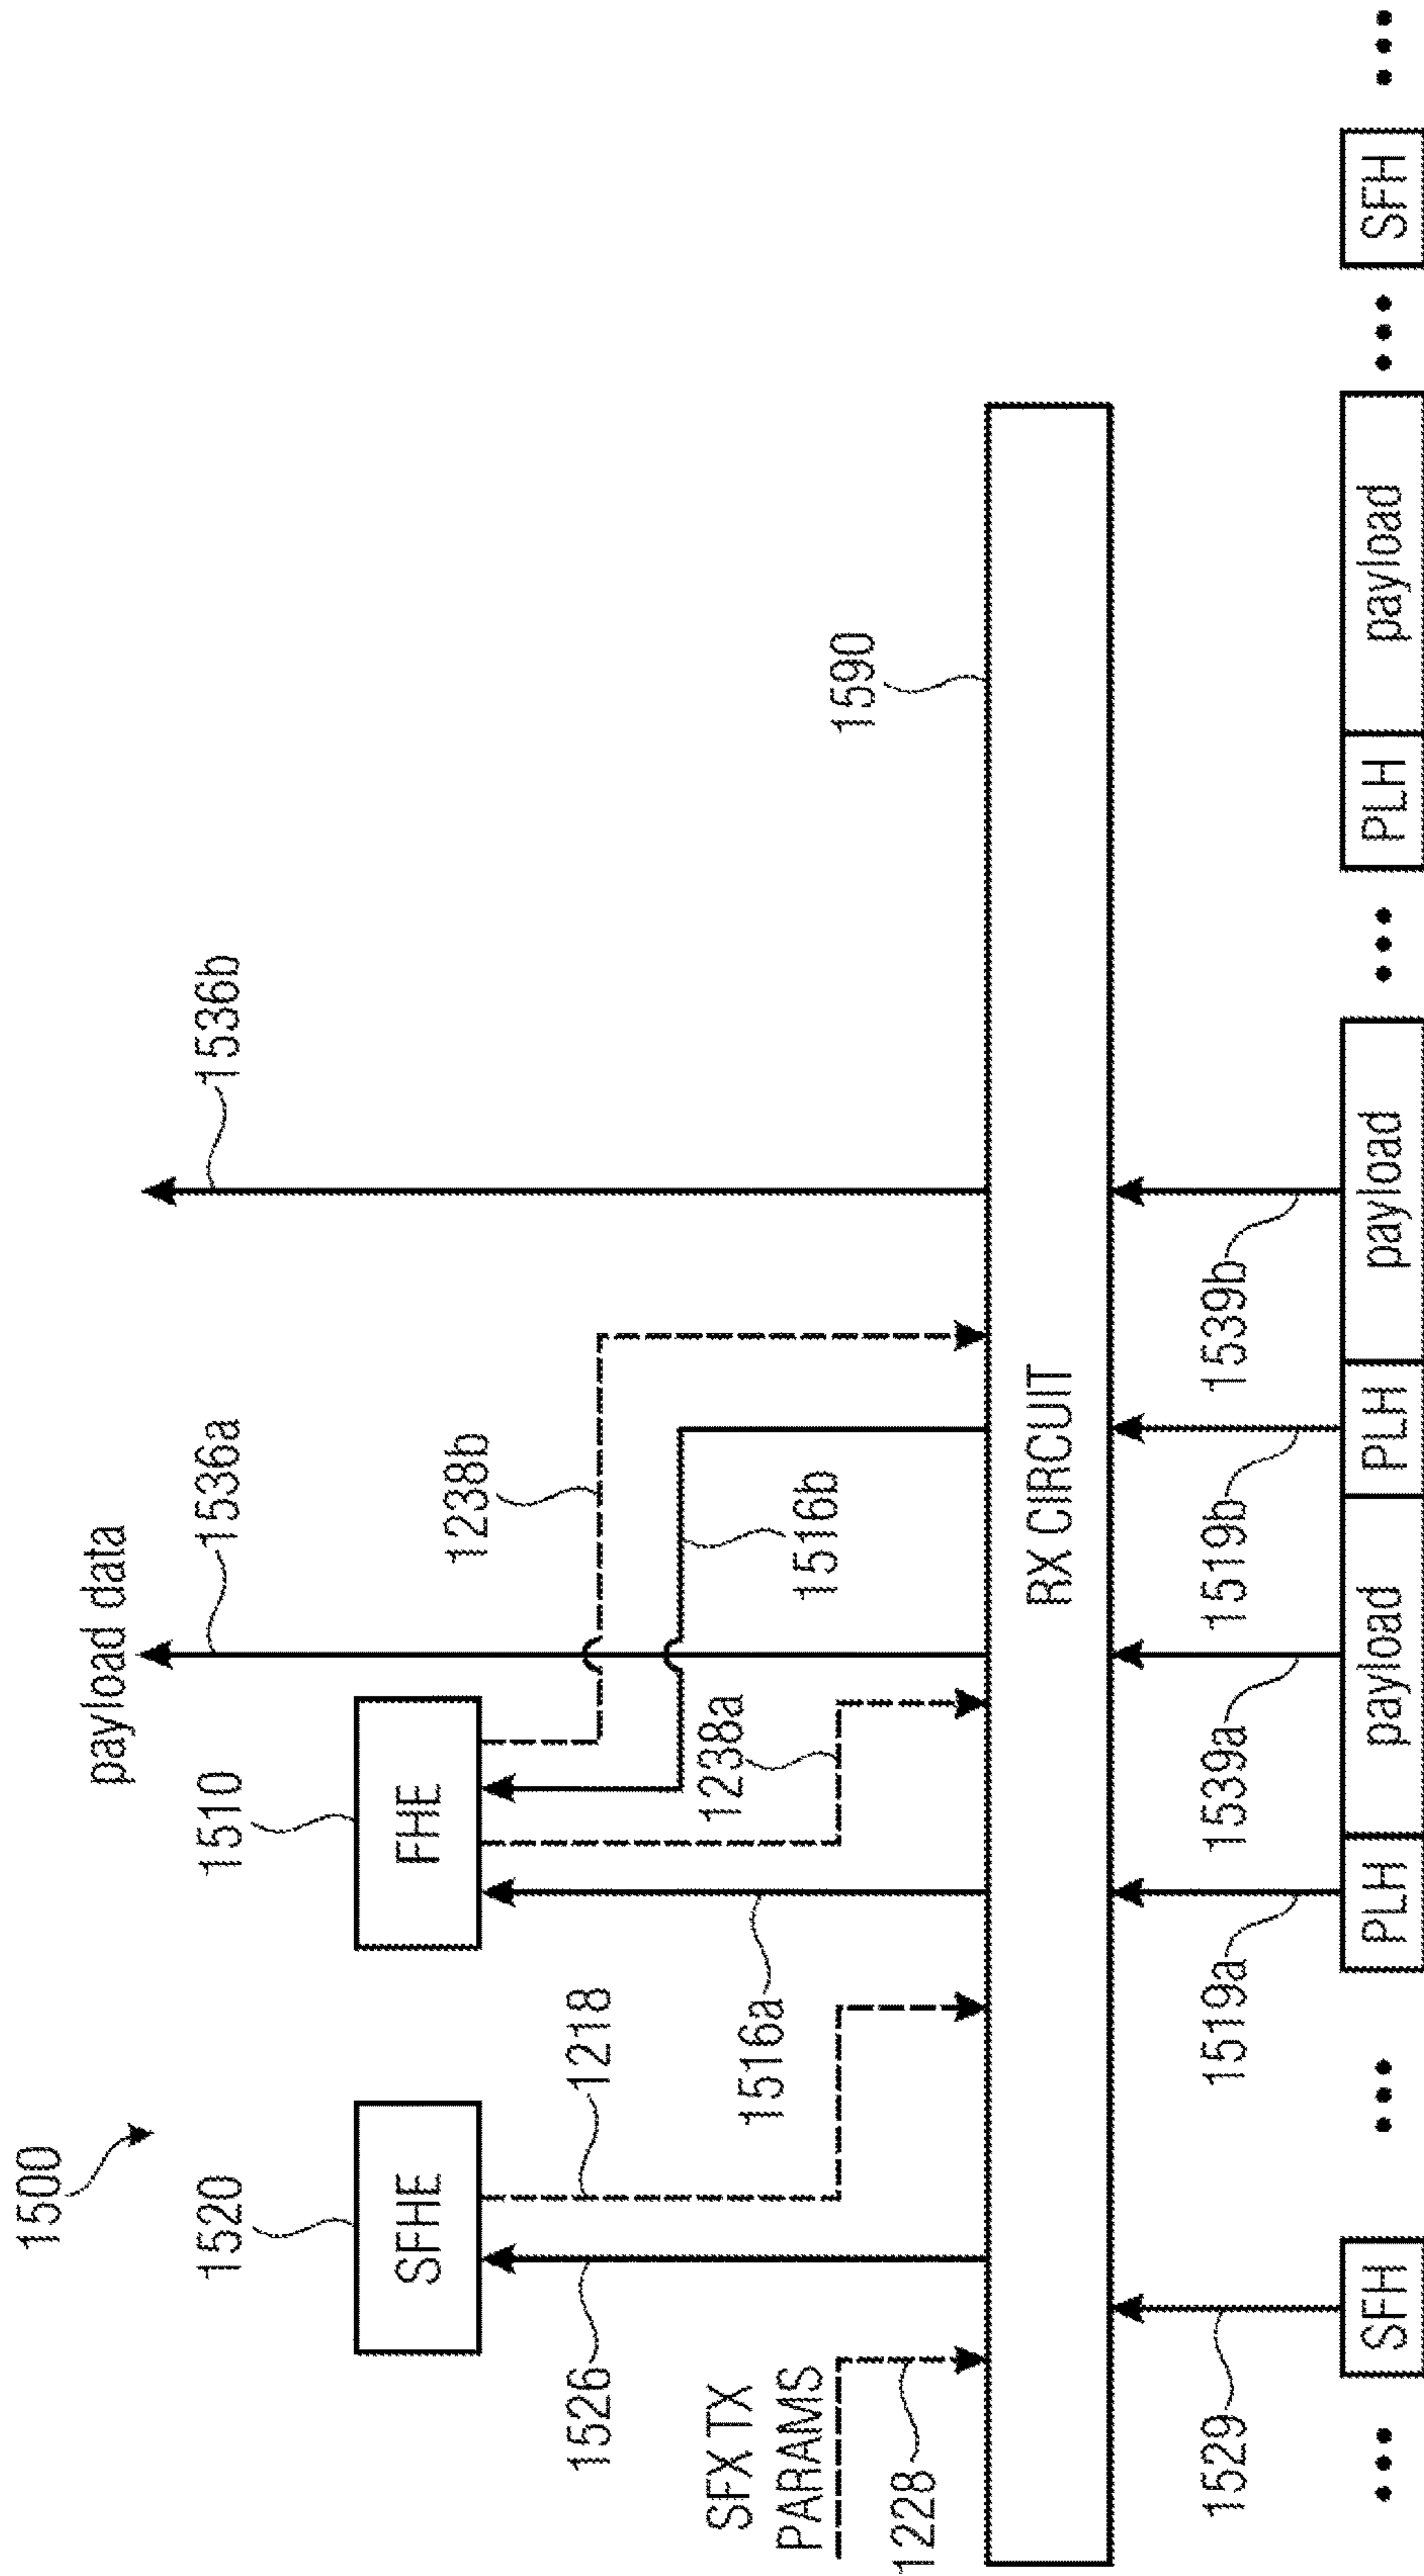 1500
payload data
1520
1510
1536a
1536b
SFHE
FHE
1238b
1526
1218
SFX TX
PARAMS
1516a
1238a
1516b
1228
1590
RX CIRCUIT
1529
1519a
1539a
1519b
1539b
SFH
PLH
payload
PLH
payload
PLH
payload
SFH